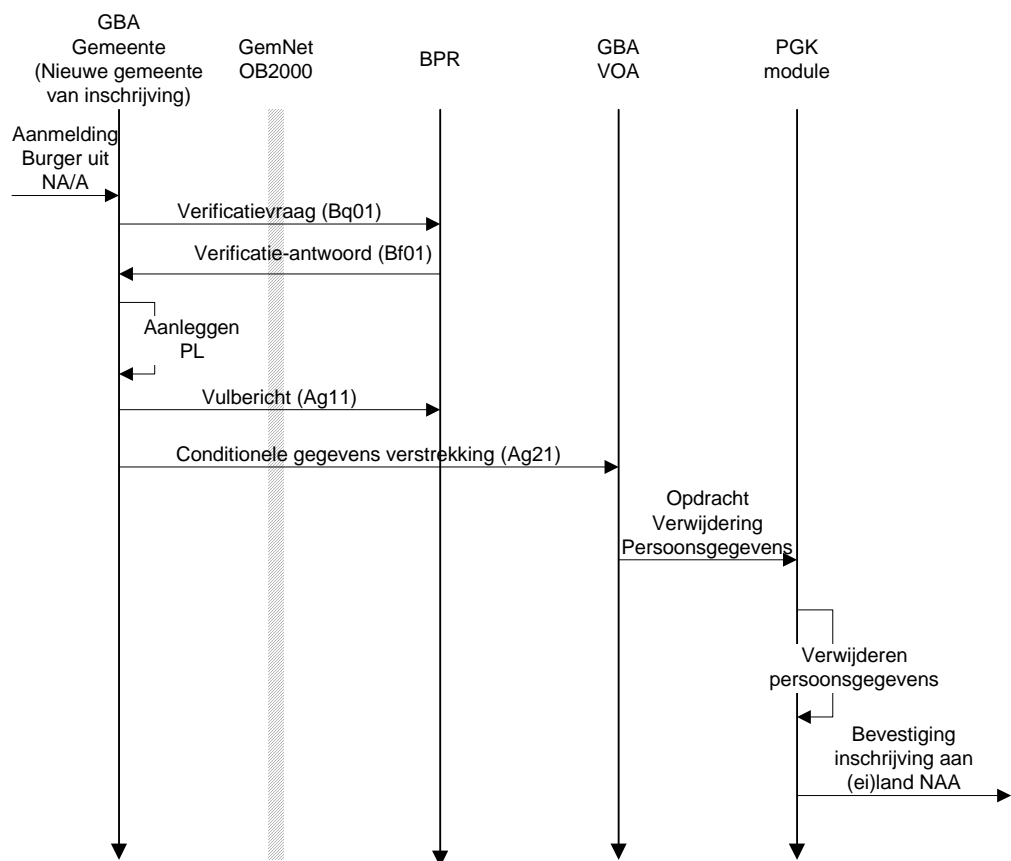 GBA
Gemeente
(Nieuwe gemeente
van inschrijving)
GemNet
OB2000
BPR
GBA
VOA
PGK
module
Aanmelding
Burger uit
NA/A
Verificatievraag (Bq01)
Verificatie-antwoord (Bf01)
Aanleggen
PL
Vulbericht (Ag11)
Conditionele gegevens verstrekking (Ag21)
Opdracht
Verwijdering
Persoonsgegevens
Verwijderen
persoonsgegevens
Bevestiging
inschrijving aan
(ei)land NAA